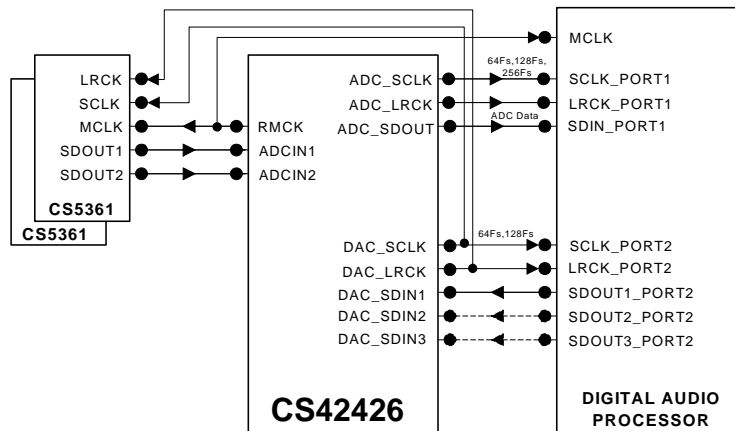 LRCK
SCLK
MCLK
SDOUT1
SDOUT2
CS5361
CS5361
RMCK
ADCIN1
ADCIN2
ADC_SCLK
ADC_LRCK
ADC_SDOUT
DAC_SCLK
DAC_LRCK
DAC_SDIN1
DAC_SDIN2
DAC_SDIN3
CS42426
64Fs,128Fs,
256Fs
ADC Data
64Fs,128Fs
MCLK
SCLK_PORT1
LRCK_PORT1
SDIN_PORT1
SCLK_PORT2
LRCK_PORT2
SDOUT1_PORT2
SDOUT2_PORT2
SDOUT3_PORT2
DIGITAL AUDIO
PROCESSOR